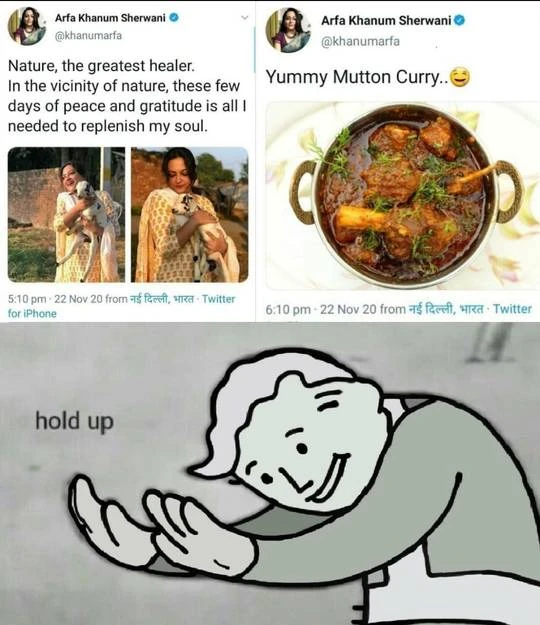 Arfa Khanum Sherwani
@khanumarfa
Nature, the greatest healer.
In the vicinity of nature, these few
days of peace and gratitude is all I
needed to replenish my soul.
5:10 pm · 22 Nov 20 from नई दिल्ली, भारत · Twitter
for iPhone
Arfa Khanum Sherwani
@khanumarfa
Yummy Mutton Curry..😄
6:10 pm · 22 Nov 20 from नई दिल्ली, भारत · Twitter
hold up